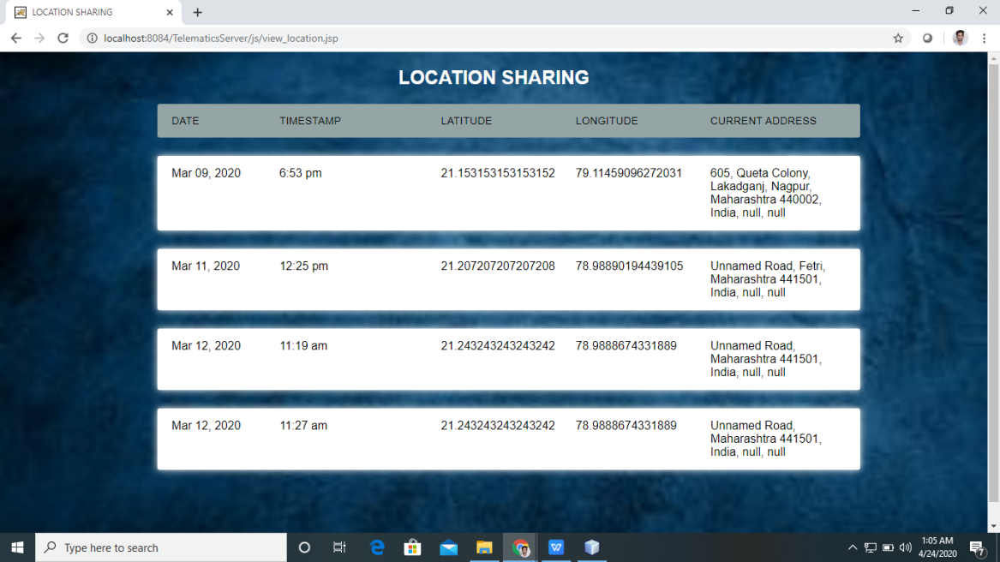 LOCATION SHARING
localhost:8084/TelematicsServer/js/view_location.jsp
LOCATION SHARING
DATE TIMESTAMP LATITUDE LONGITUDE CURRENT ADDRESS
Mar 09, 2020 6:53 pm 21.153153153153152 79.11459096272031 605, Queta Colony,
Lakadganj, Nagpur,
Maharashtra 440002,
India, null, null
Mar 11, 2020 12:25 pm 21.207207207207208 78.98890194439105 Unnamed Road, Fetri,
Maharashtra 441501,
India, null, null
Mar 12, 2020 11:19 am 21.243243243243242 78.9888674331889 Unnamed Road,
Maharashtra 441501,
India, null, null
Mar 12, 2020 11:27 am 21.243243243243242 78.9888674331889 Unnamed Road,
Maharashtra 441501,
India, null, null
Type here to search
W
1:05 AM
4/24/2020
7